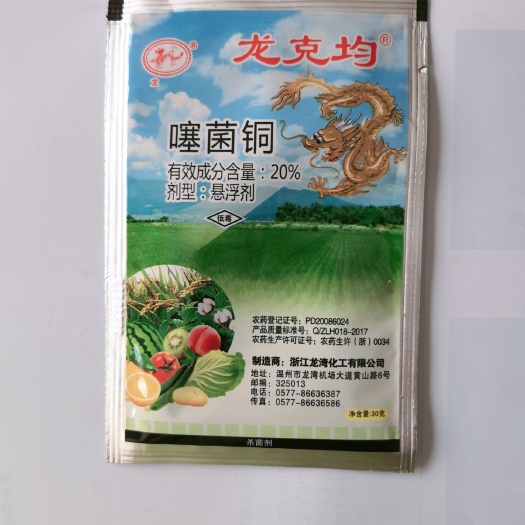 龙克均®
®
龙
噻菌铜
有效成分含量：20%
剂型：悬浮剂
低毒
农药登记证号：PD20086024
产品质量标准号：Q/ZLH018-2017
农药生产许可证号：农药生许（浙）0034
制造商：浙江龙湾化工有限公司
地址：温州市龙湾机场大道黄山路6号
邮编：325013
电话：0577-86636387
传真：0577-86636586
净含量:30克
杀菌剂